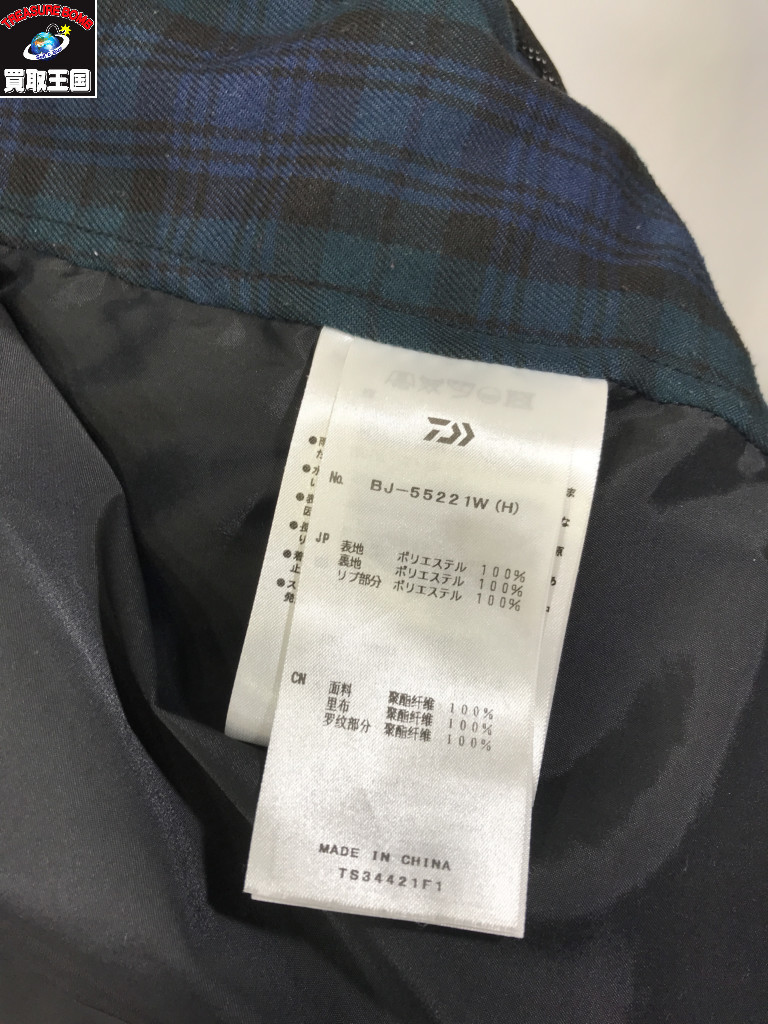 TREASURE BOMB
買取王国
No. BJ-55221W (H)
JP 表地 ポリエステル 100%
裏地 ポリエステル 100%
リブ部分 ポリエステル 100%
CN 面料 聚酯纤维 100%
里布 聚酯纤维 100%
罗纹部分 聚酯纤维 100%
MADE IN CHINA
TS34421F1